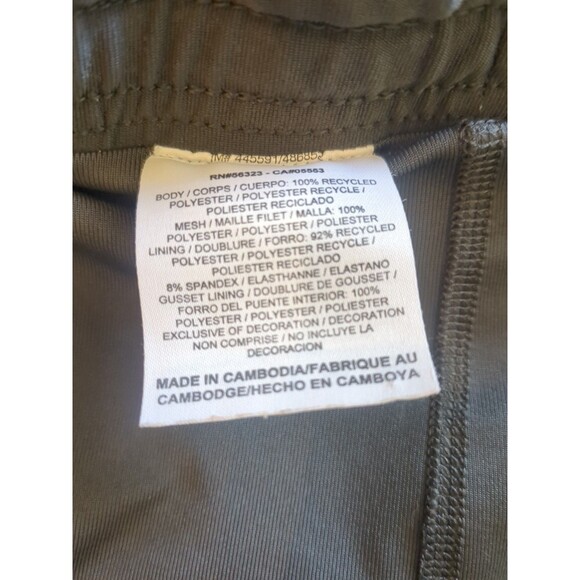 IM# 445591/486853
RN#56323 - CA#05553
BODY / CORPS / CUERPO: 100% RECYCLED
POLYESTER / POLYESTER RECYCLE /
POLIESTER RECICLADO
MESH / MAILLE FILET / MALLA: 100%
POLYESTER / POLYESTER / POLIESTER
LINING / DOUBLURE / FORRO: 92% RECYCLED
POLYESTER / POLYESTER RECYCLE /
POLIESTER RECICLADO
8% SPANDEX / ELASTHANNE / ELASTANO
GUSSET LINING / DOUBLURE DE GOUSSET /
FORRO DEL PUENTE INTERIOR: 100%
POLYESTER / POLYESTER / POLIESTER
EXCLUSIVE OF DECORATION / DECORATION
NON COMPRISE / NO INCLUYE LA
DECORACION
MADE IN CAMBODIA/FABRIQUE AU
CAMBODGE/HECHO EN CAMBOYA